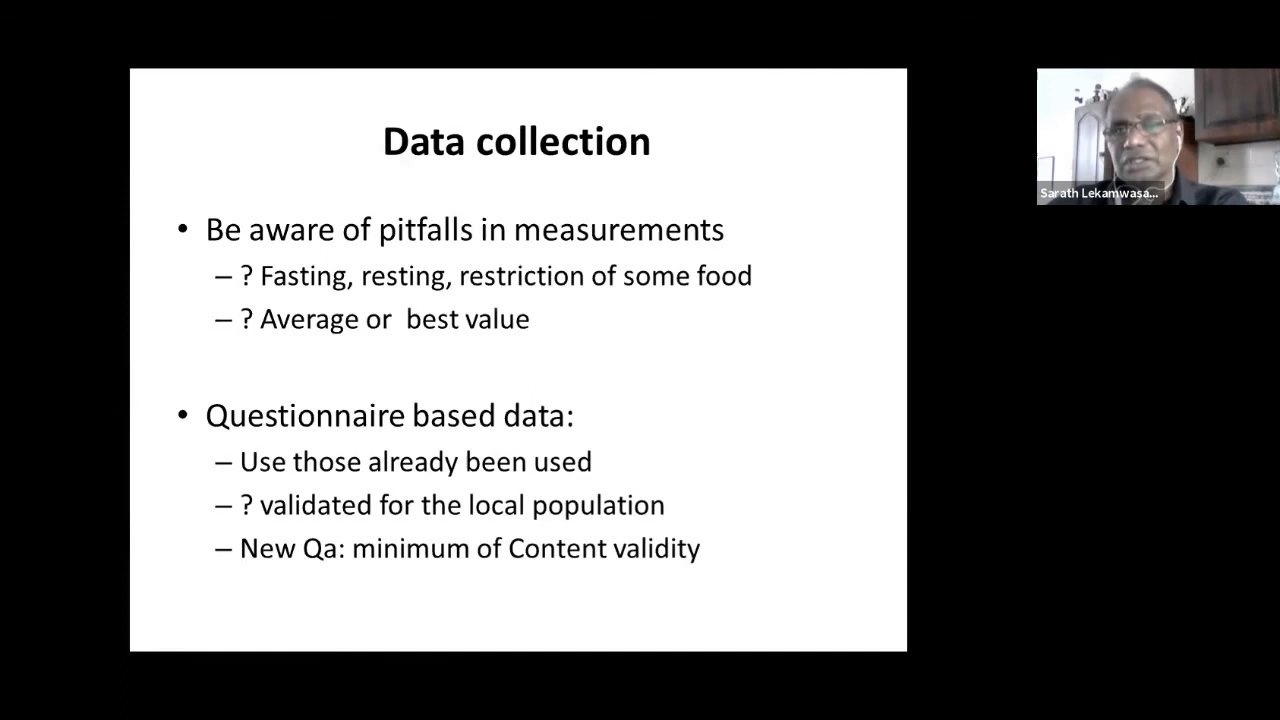 Data collection
• Be aware of pitfalls in measurements
– ? Fasting, resting, restriction of some food
– ? Average or  best value
• Questionnaire based data:
– Use those already been used
– ? validated for the local population
– New Qa: minimum of Content validity
Sarath Lekamwasa...